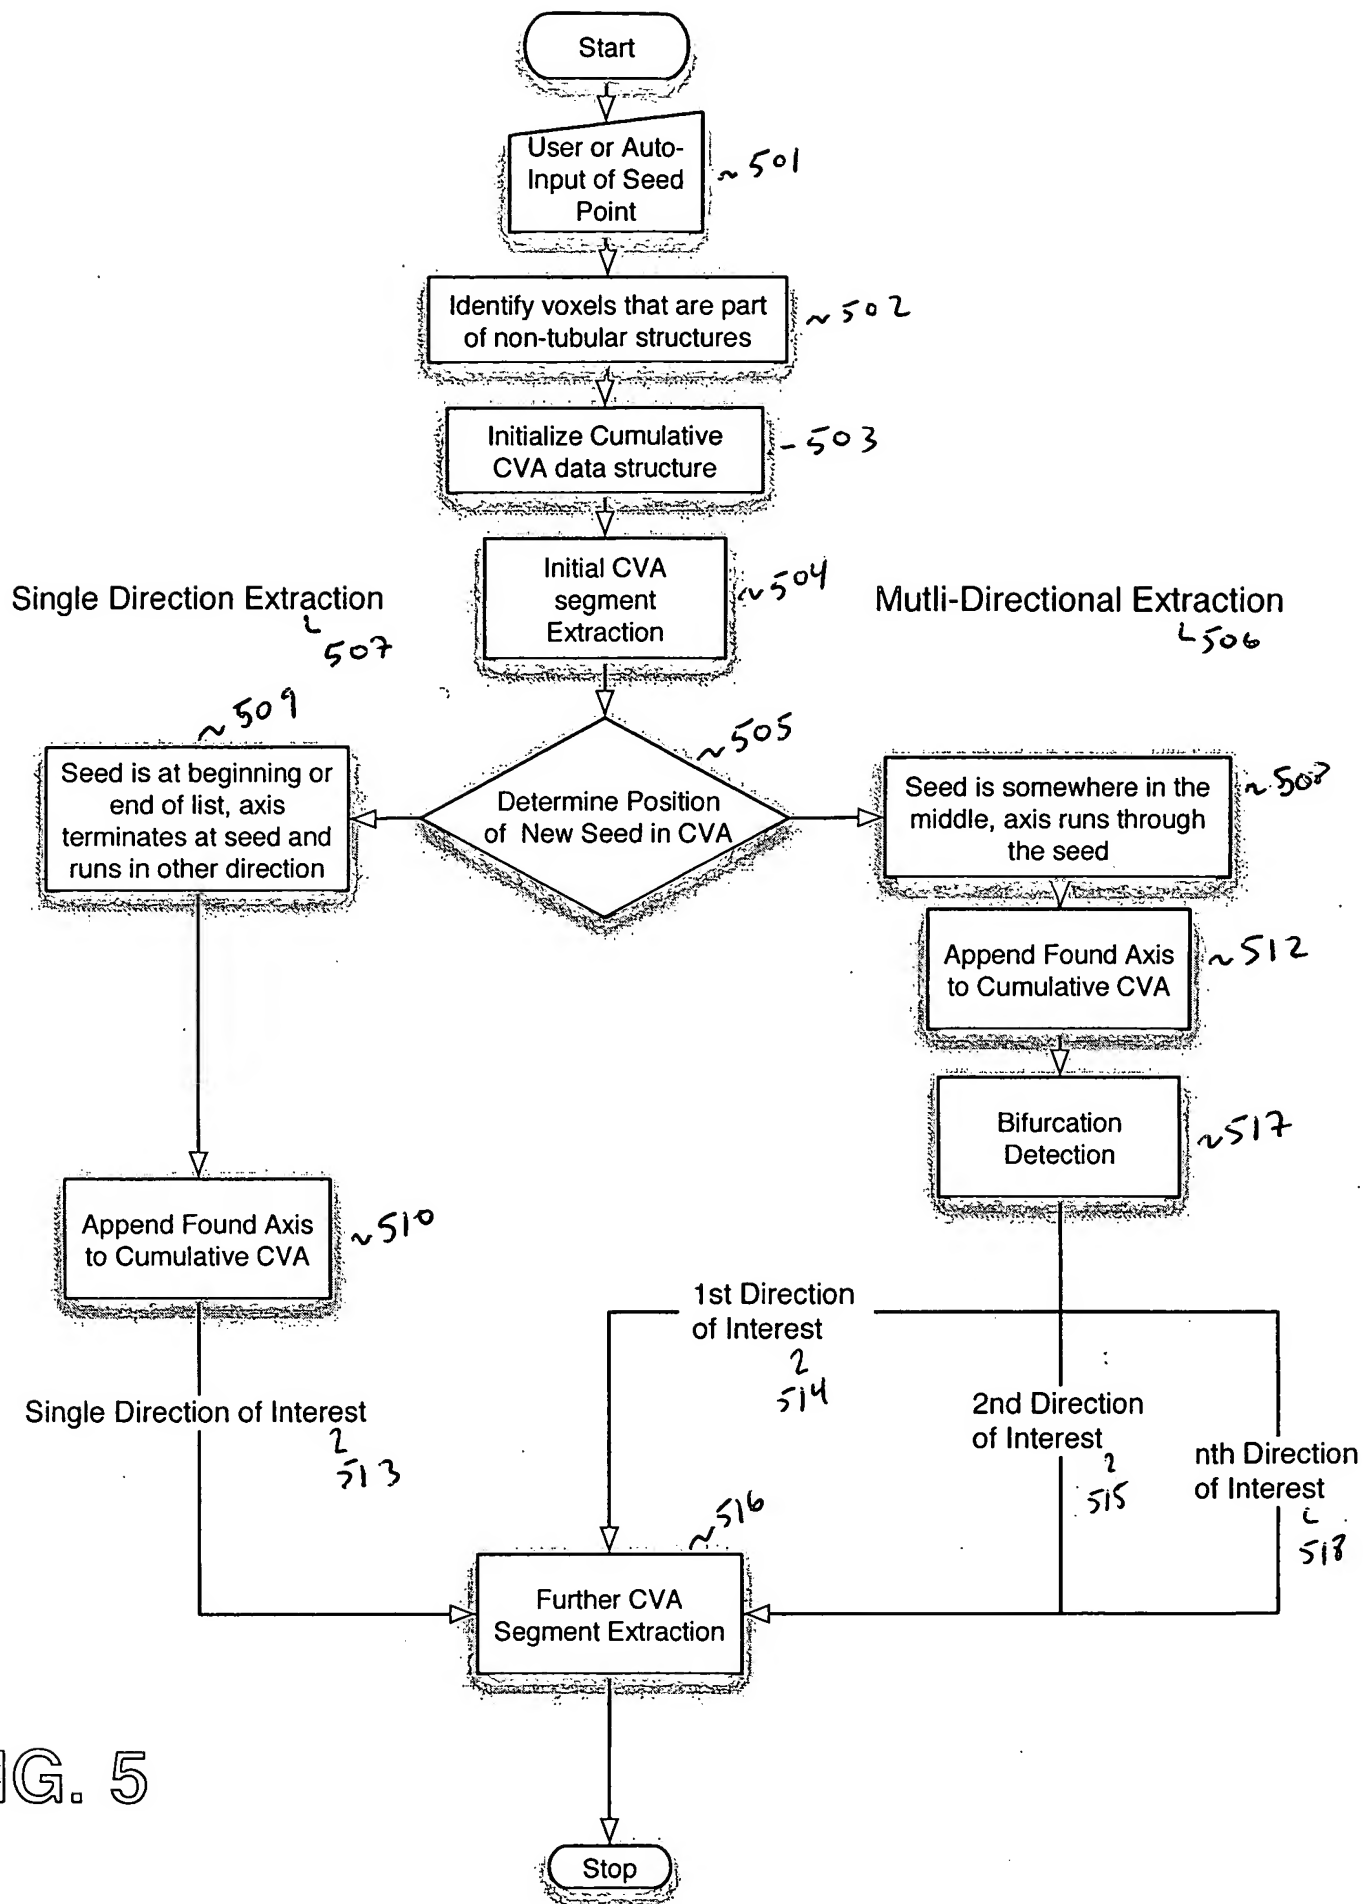 Start
User or Auto-
Input of Seed
Point
~501
Identify voxels that are part
of non-tubular structures
~502
Initialize Cumulative
CVA data structure
-503
Initial CVA
segment
Extraction
~504
Single Direction Extraction
507
Mutli-Directional Extraction
506
~509
Seed is at beginning or
end of list, axis
terminates at seed and
runs in other direction
~505
Determine Position
of New Seed in CVA
Seed is somewhere in the
middle, axis runs through
the seed
~508
Append Found Axis
to Cumulative CVA
~512
Bifurcation
Detection
~517
Append Found Axis
to Cumulative CVA
~510
1st Direction
of Interest
514
Single Direction of Interest
513
2nd Direction
of Interest
515
nth Direction
of Interest
518
~516
Further CVA
Segment Extraction
IG. 5
Stop